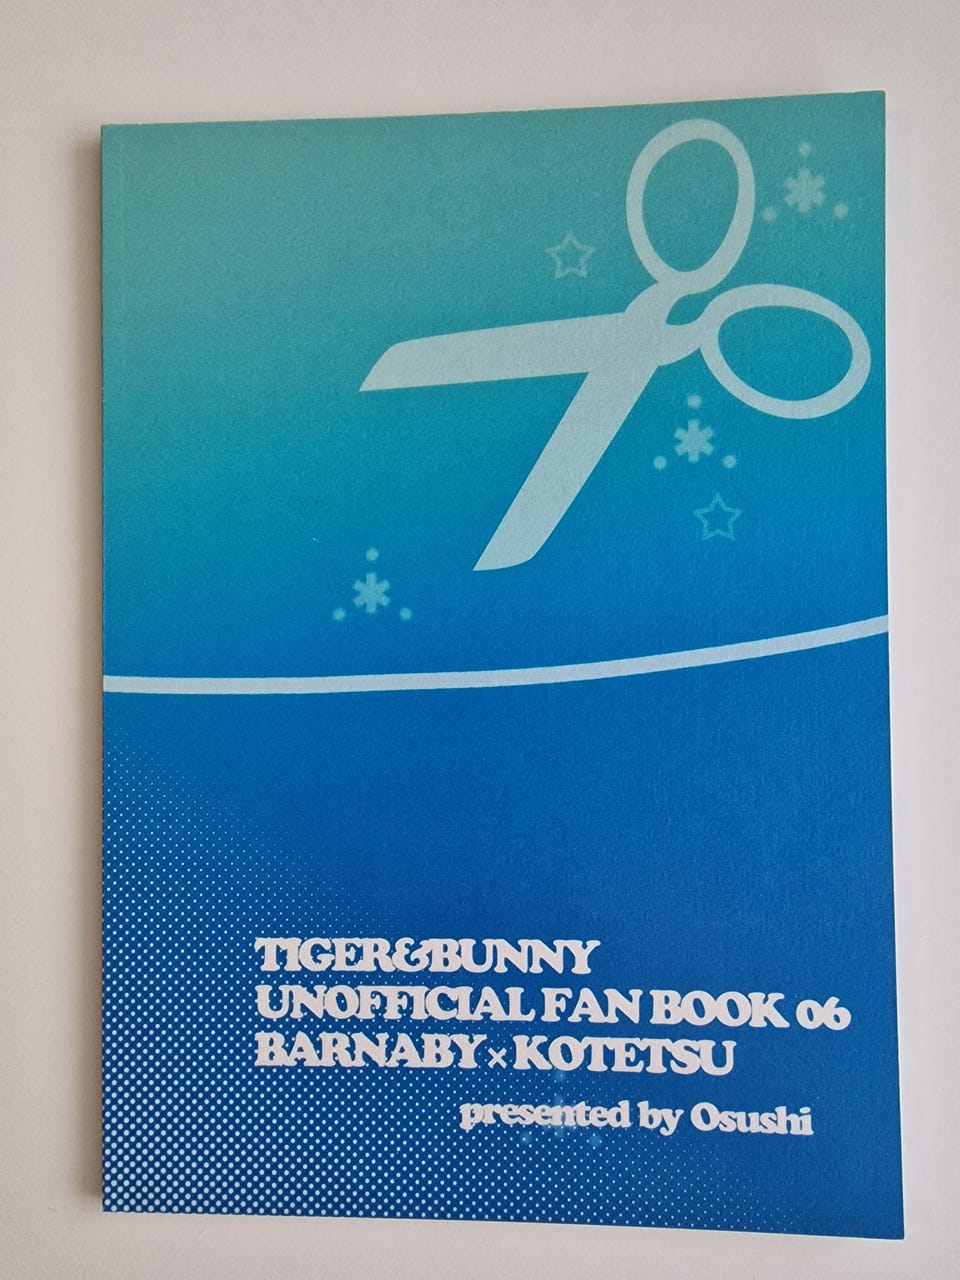 TIGER&BUNNY
UNOFFICIAL FAN BOOK 06
BARNABY×KOTETSU
presented by Osushi